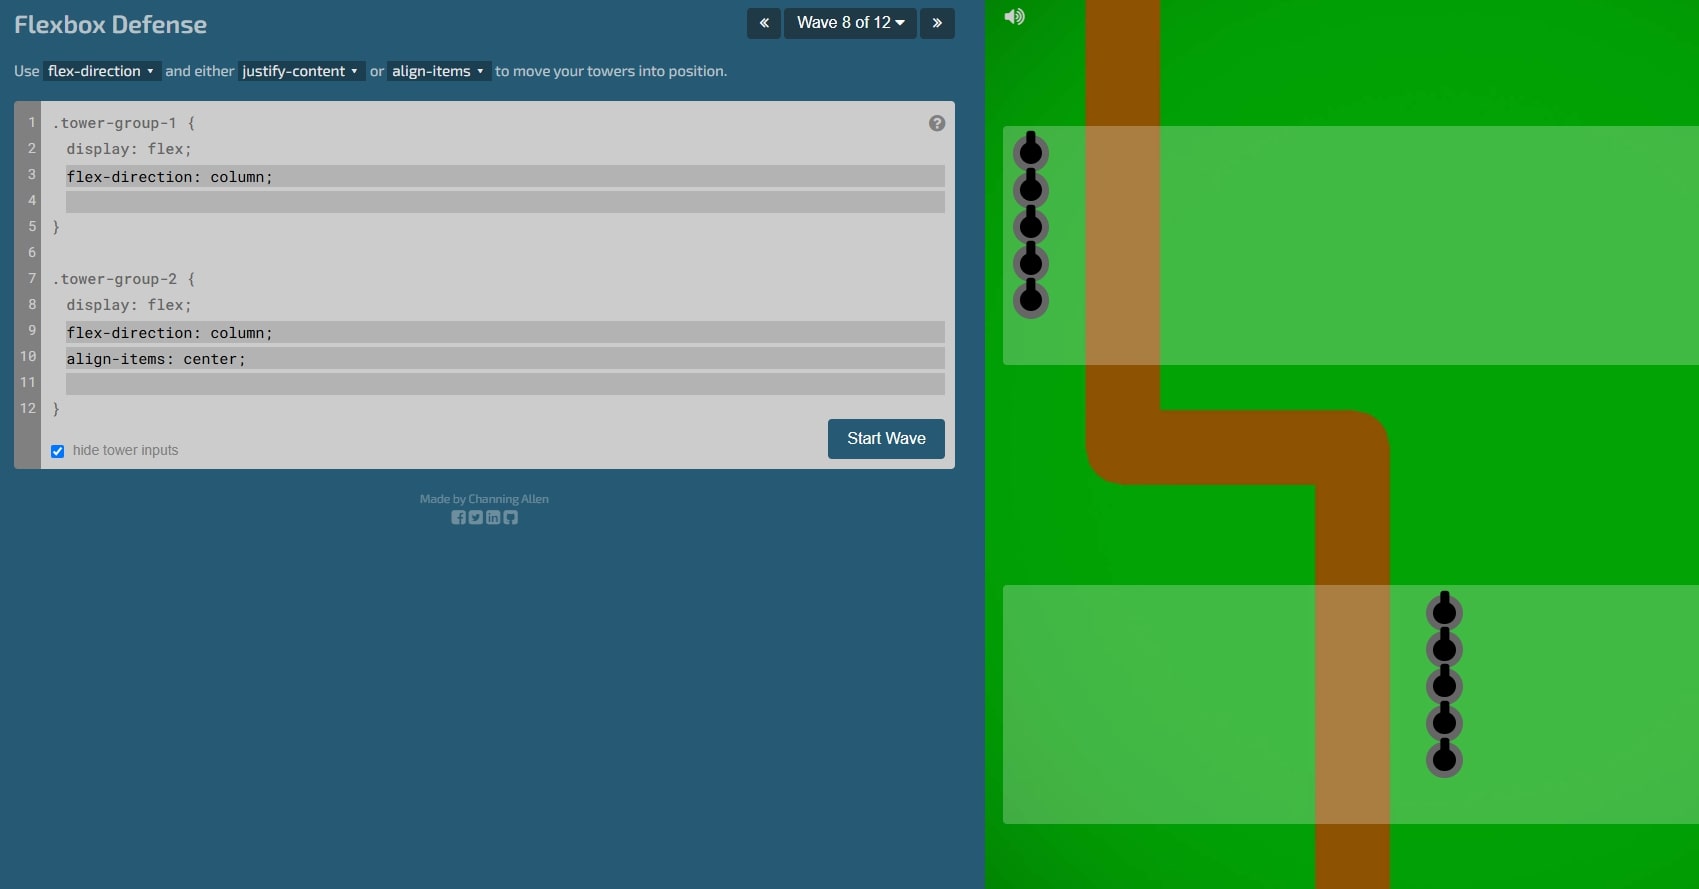 Flexbox Defense
« Wave 8 of 12 »
Use flex-direction and either justify-content or align-items to move your towers into position.
1 .tower-group-1 {
2 display: flex;
3 flex-direction: column;
4
5 }
6
7 .tower-group-2 {
8 display: flex;
9 flex-direction: column;
10 align-items: center;
11
12 }
?
hide tower inputs
Start Wave
Made by Channing Allen